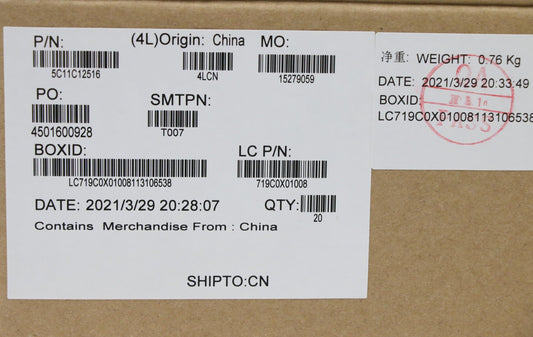 P/N:
(4L)Origin: China
MO:
5C11C12516
4LCN
15279059
PO:
SMTPN:
4501600928
T007
BOXID:
LC P/N:
LC719C0X01008113106538
719C0X01008
DATE: 2021/3/29 20:28:07
QTY:
20
Contains Merchandise From : China
SHIPTO:CN
净重: WEIGHT: 0.76 Kg
DATE: 2021/3/29 20:33:49
BOXID:
LC719C0X01008113106538
QA
PASS